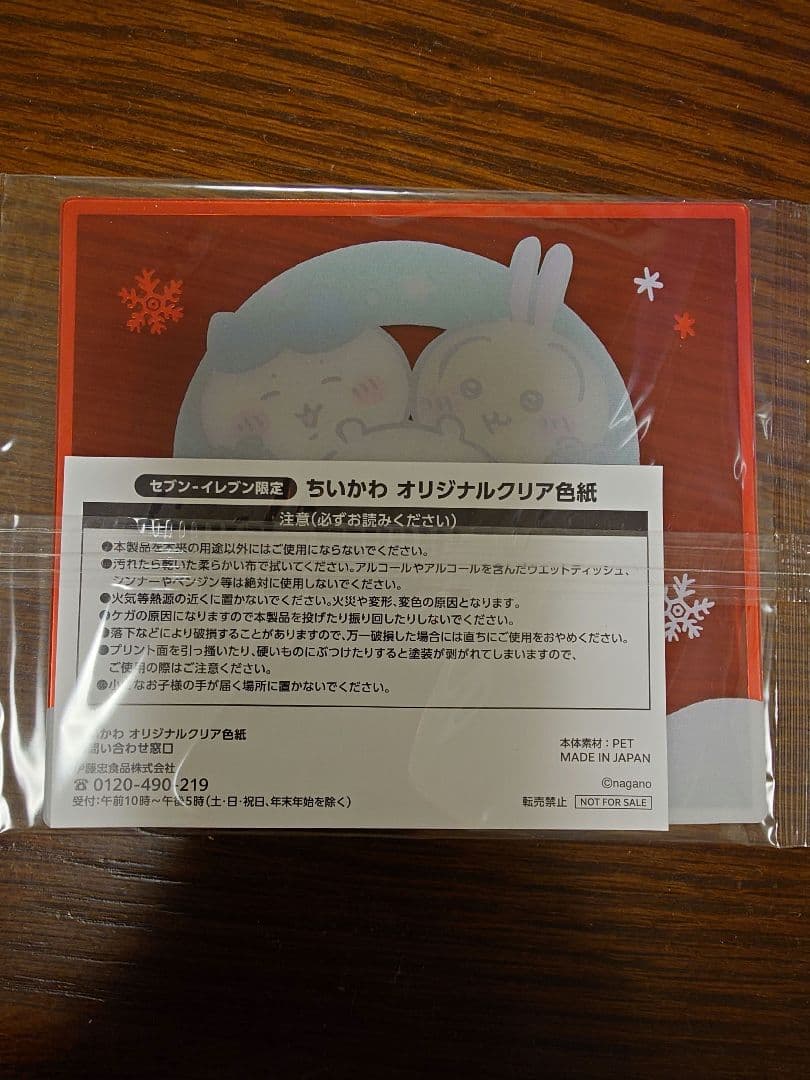 セブン-イレブン限定 ちいかわ オリジナルクリア色紙
注意(必ずお読みください)
●本製品を本来の用途以外にはご使用にならないでください。
●汚れたら乾いた柔らかい布で拭いてください。アルコールやアルコールを含んだウエットティッシュ、
シンナーやベンジン等は絶対に使用しないでください。
●火気等熱源の近くに置かないでください。火災や変形、変色の原因となります。
●ケガの原因になりますので本製品を投げたり振り回したりしないでください。
●落下などにより破損することがありますので、万一破損した場合には直ちにご使用をおやめください。
●プリント面を引っ掻いたり、硬いものにぶつけたりすると塗装が剥がれてしまいますので、
ご使用の際はご注意ください。
●小さなお子様の手が届く場所に置かないでください。
ちいかわ オリジナルクリア色紙
お問い合わせ窓口
伊藤忠食品株式会社
☎ 0120-490-219
受付:午前10時〜午後5時(土・日・祝日、年末年始を除く)
本体素材:PET
MADE IN JAPAN
©nagano
転売禁止 NOT FOR SALE